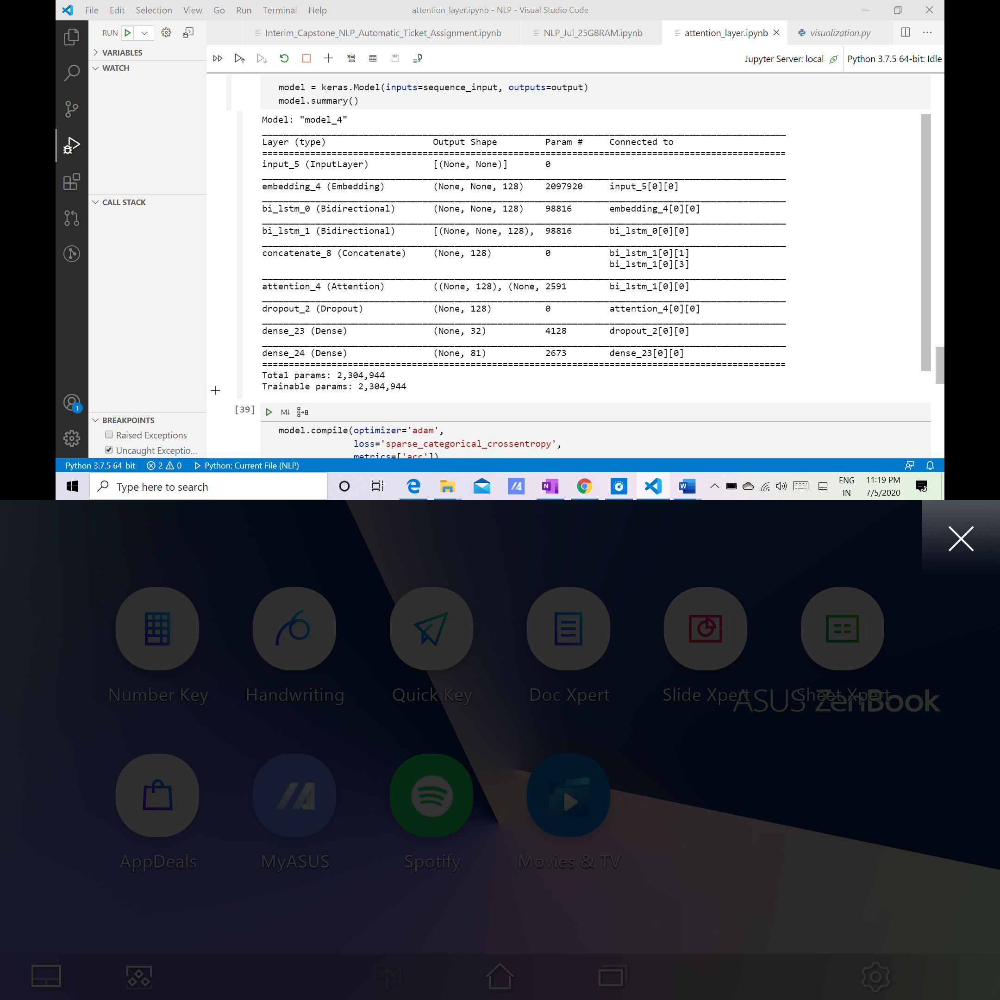 File Edit Selection View Go Run Terminal Help attention_layer.ipynb - NLP - Visual Studio Code
RUN
Interim_Capstone_NLP_Automatic_Ticket_Assignment.ipynb NLP_Jul_25GBRAM.ipynb attention_layer.ipynb visualization.py
VARIABLES
WATCH
CALL STACK
BREAKPOINTS
Raised Exceptions
Uncaught Exceptio...
Jupyter Server: local Python 3.7.5 64-bit: Idle
model = keras.Model(inputs=sequence_input, outputs=output)
model.summary()
Model: "model_4"
Layer (type) Output Shape Param # Connected to
input_5 (InputLayer) [(None, None)] 0
embedding_4 (Embedding) (None, None, 128) 2097920 input_5[0][0]
bi_lstm_0 (Bidirectional) (None, None, 128) 98816 embedding_4[0][0]
bi_lstm_1 (Bidirectional) [(None, None, 128), 98816 bi_lstm_0[0][0]
concatenate_8 (Concatenate) (None, 128) 0 bi_lstm_1[0][1]
bi_lstm_1[0][3]
attention_4 (Attention) ((None, 128), (None, 2591 bi_lstm_1[0][0]
dropout_2 (Dropout) (None, 128) 0 attention_4[0][0]
dense_23 (Dense) (None, 32) 4128 dropout_2[0][0]
dense_24 (Dense) (None, 81) 2673 dense_23[0][0]
Total params: 2,304,944
Trainable params: 2,304,944
[39] M↓
model.compile(optimizer='adam',
loss='sparse_categorical_crossentropy',
metrics=['acc'])
1
Python 3.7.5 64-bit 2 0 Python: Current File (NLP)
Type here to search
ENG
IN
11:19 PM
7/5/2020
Number Key Handwriting Quick Key Doc Xpert Slide Xpert Sheet Xpert
ASUS ZenBook
AppDeals MyASUS Spotify Movies & TV